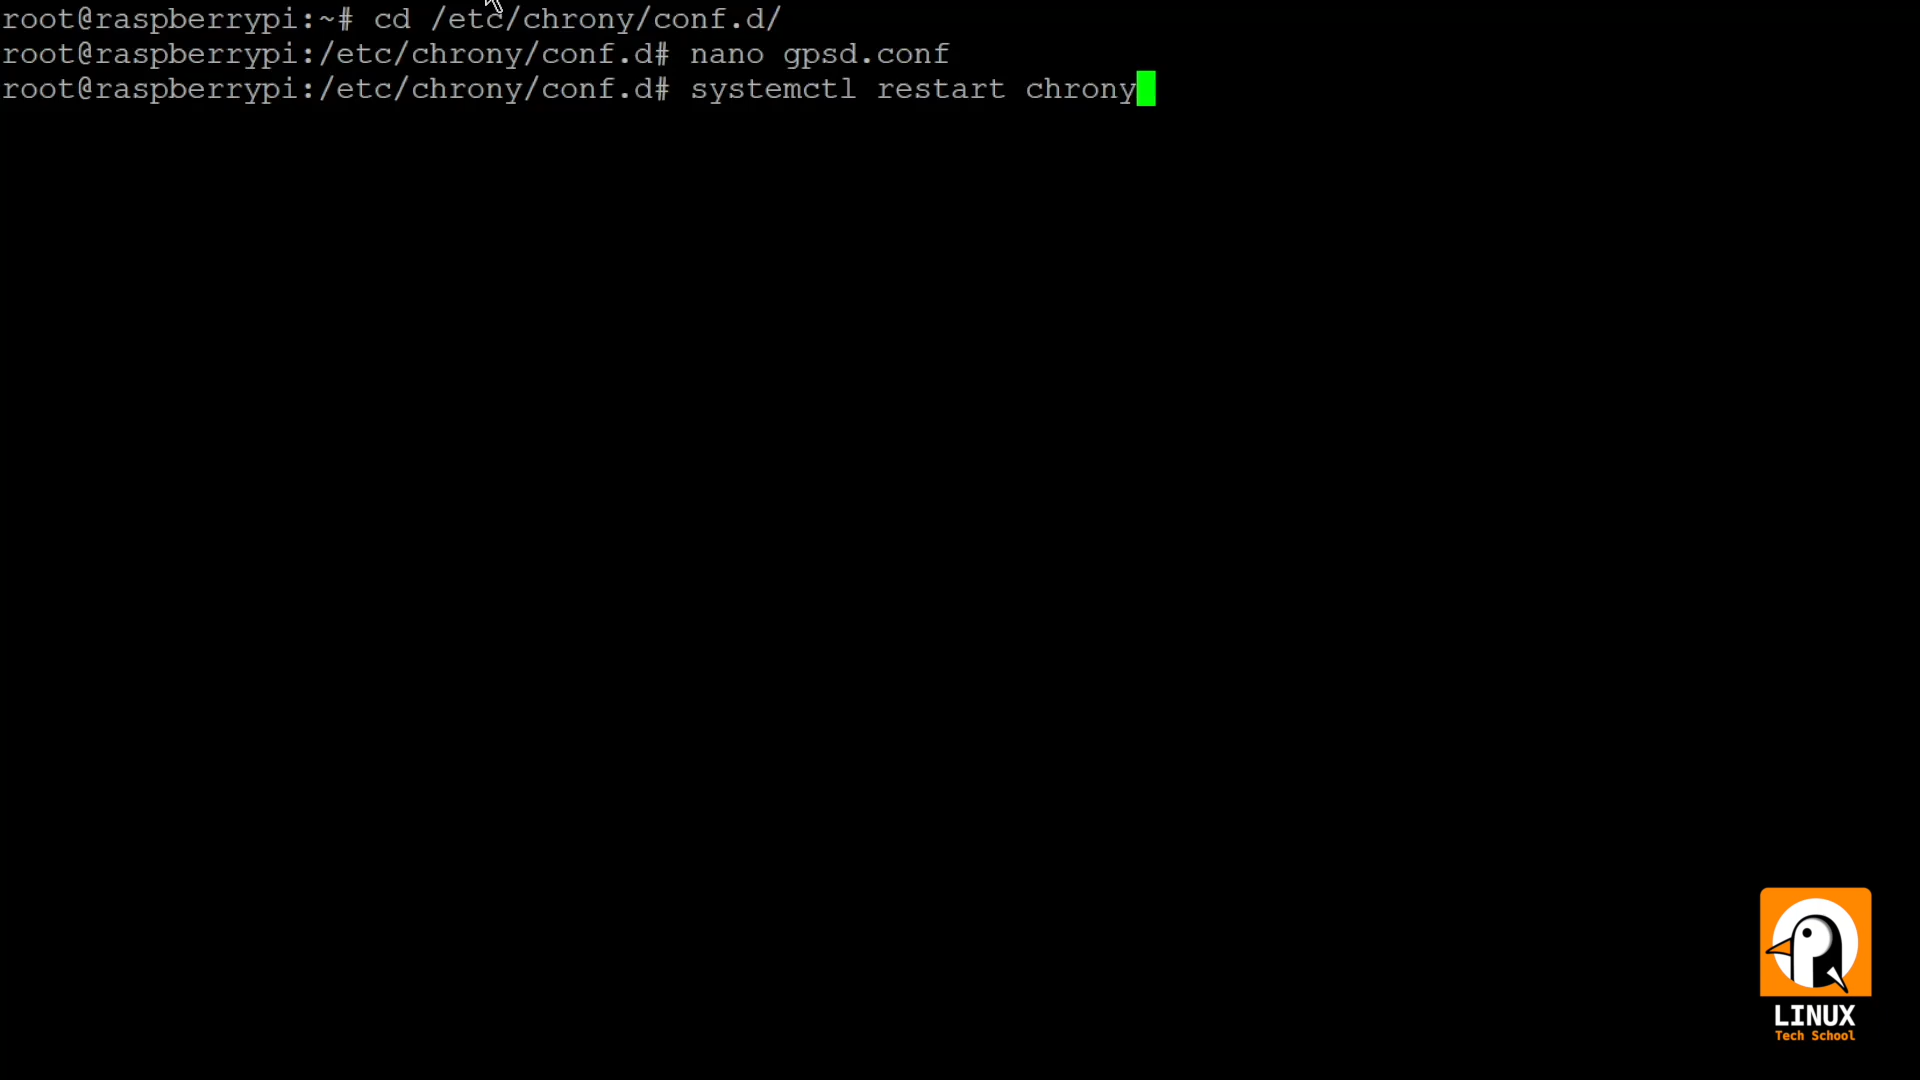 root@raspberrypi:~# cd /etc/chrony/conf.d/
root@raspberrypi:/etc/chrony/conf.d# nano gpsd.conf
root@raspberrypi:/etc/chrony/conf.d# systemctl restart chrony
LINUX
Tech School